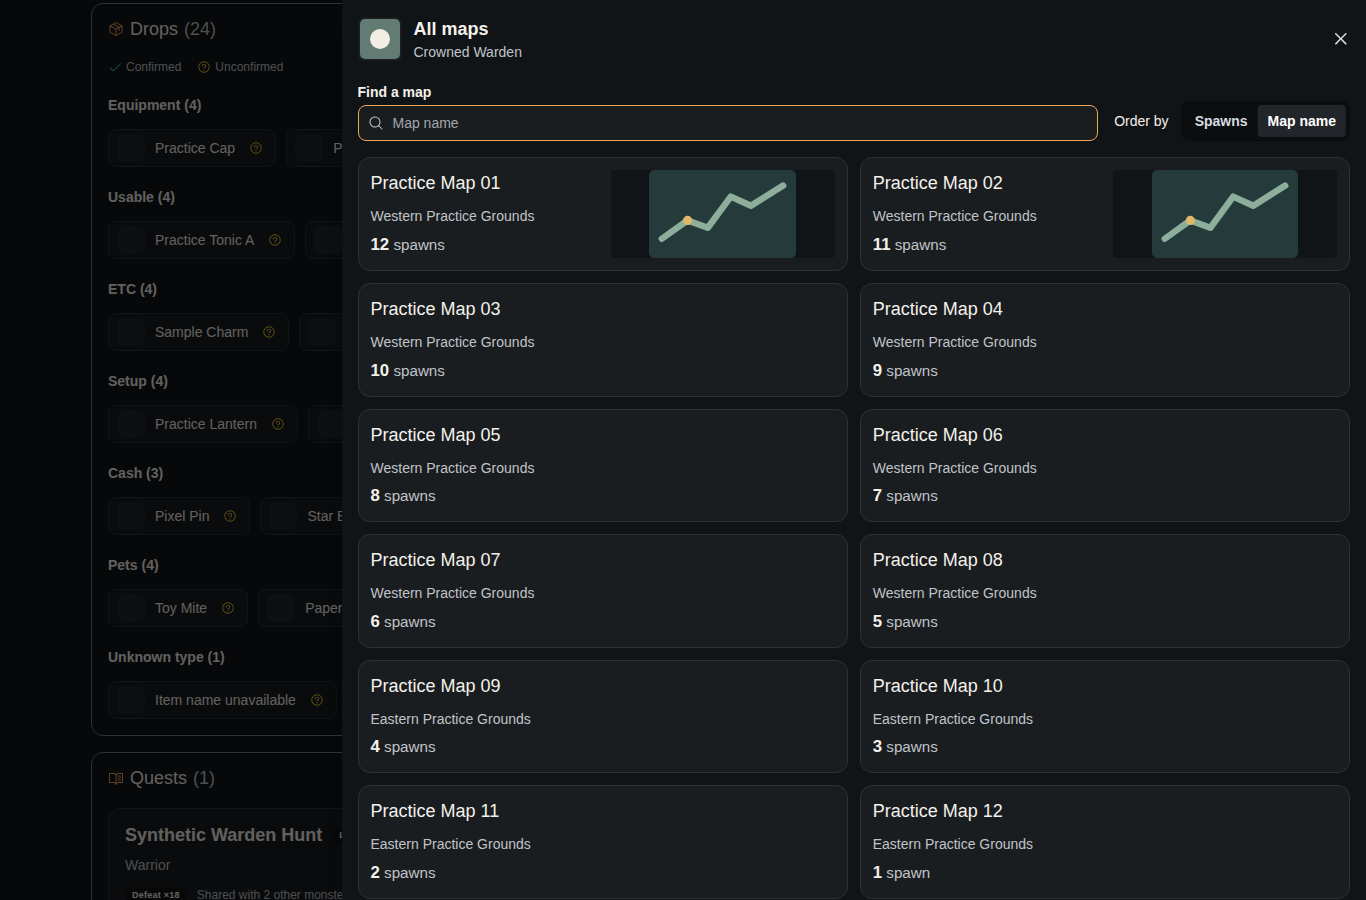 Drops (24)
Confirmed Unconfirmed
Equipment (4)
Practice Cap
Usable (4)
Practice Tonic A
ETC (4)
Sample Charm
Setup (4)
Practice Lantern
Cash (3)
Pixel Pin Star
Pets (4)
Toy Mite Paper
Unknown type (1)
Item name unavailable
Quests (1)
Synthetic Warden Hunt
Warrior
Defeat ×18 Shared with 2 other monste
All maps
Crowned Warden
Find a map
Map name
Order by Spawns Map name
Practice Map 01
Western Practice Grounds
12 spawns
Practice Map 02
Western Practice Grounds
11 spawns
Practice Map 03
Western Practice Grounds
10 spawns
Practice Map 04
Western Practice Grounds
9 spawns
Practice Map 05
Western Practice Grounds
8 spawns
Practice Map 06
Western Practice Grounds
7 spawns
Practice Map 07
Western Practice Grounds
6 spawns
Practice Map 08
Western Practice Grounds
5 spawns
Practice Map 09
Eastern Practice Grounds
4 spawns
Practice Map 10
Eastern Practice Grounds
3 spawns
Practice Map 11
Eastern Practice Grounds
2 spawns
Practice Map 12
Eastern Practice Grounds
1 spawn